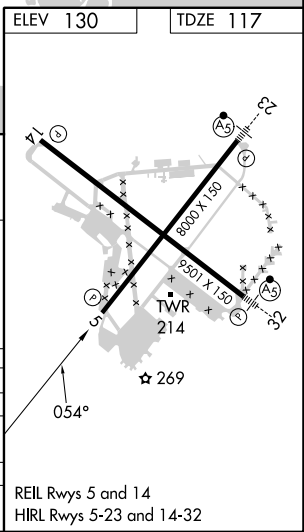 ELEV 130
TDZE 117
14
P
A5
23
P
8000 X 150
9501 X 150
P
5
TWR
214
A5
P
32
269
054°
REIL Rwys 5 and 14
HIRL Rwys 5-23 and 14-32